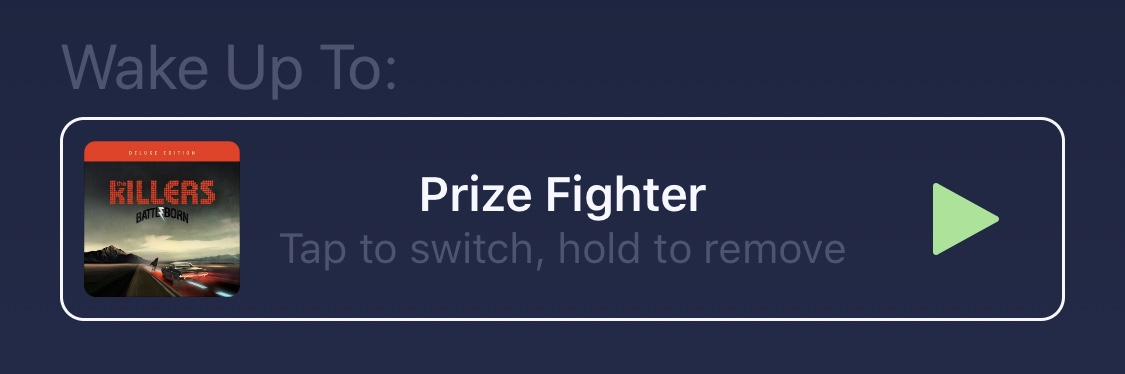 Wake Up To:
DELUXE EDITION
the
KILLERS
BATTLE BORN
Prize Fighter
Tap to switch, hold to remove